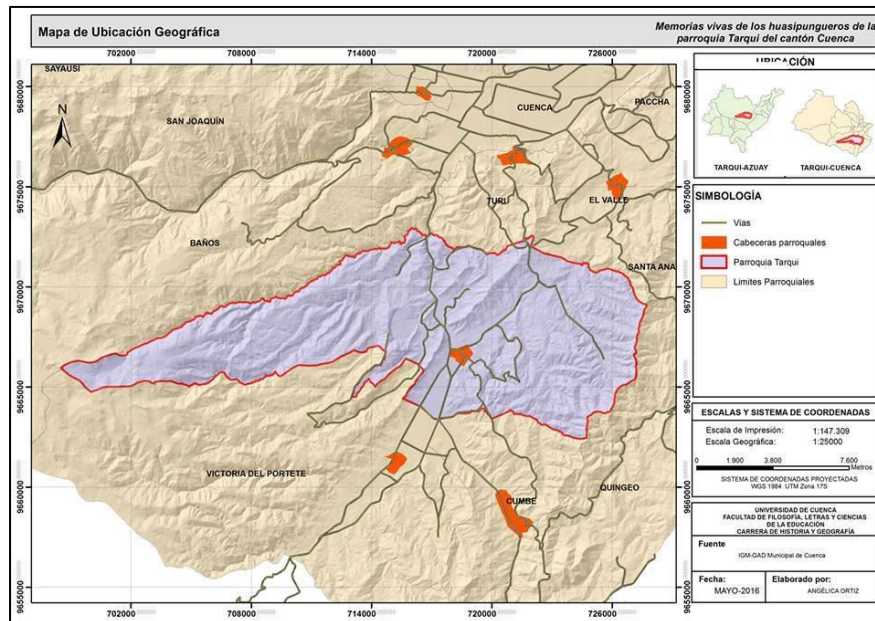 Mapa de Ubicación Geográfica
Memorias vivas de los huasipungueros de la
parroquia Tarqui del cantón Cuenca
702000 708000 714000 720000 726000
9680000
9675000
9670000
9665000
9660000
9655000
SAYAUSI
SAN JOAQUÍN
CUENCA
PACCHA
N
TURI
EL VALLE
BAÑOS
SANTA ANA
VICTORIA DEL PORTETE
CUMBE
QUINGEO
9680000
9675000
9670000
9665000
9660000
9655000
702000 708000 714000 720000 726000
UBICACIÓN
TARQUI-AZUAY TARQUI-CUENCA
SIMBOLOGÍA
Vias
Cabeceras parroquiales
Parroquia Tarqui
Limites Parroquiales
ESCALAS Y SISTEMA DE COORDENADAS
Escala de Impresión: 1:147.309
Escala Geográfica: 1:25000
0 1.900 3.800 7.600
Metros
SISTEMA DE COORDENADAS PROYECTADAS
WGS 1984 UTM Zona 17S
UNIVERSIDAD DE CUENCA
FACULTAD DE FILOSOFÍA, LETRAS Y CIENCIAS
DE LA EDUCACIÓN
CARRERA DE HISTORIA Y GEOGRAFÍA
Fuente
IGM-GAD Municipal de Cuenca
Fecha:
MAYO-2016
Elaborado por:
ANGÉLICA ORTIZ